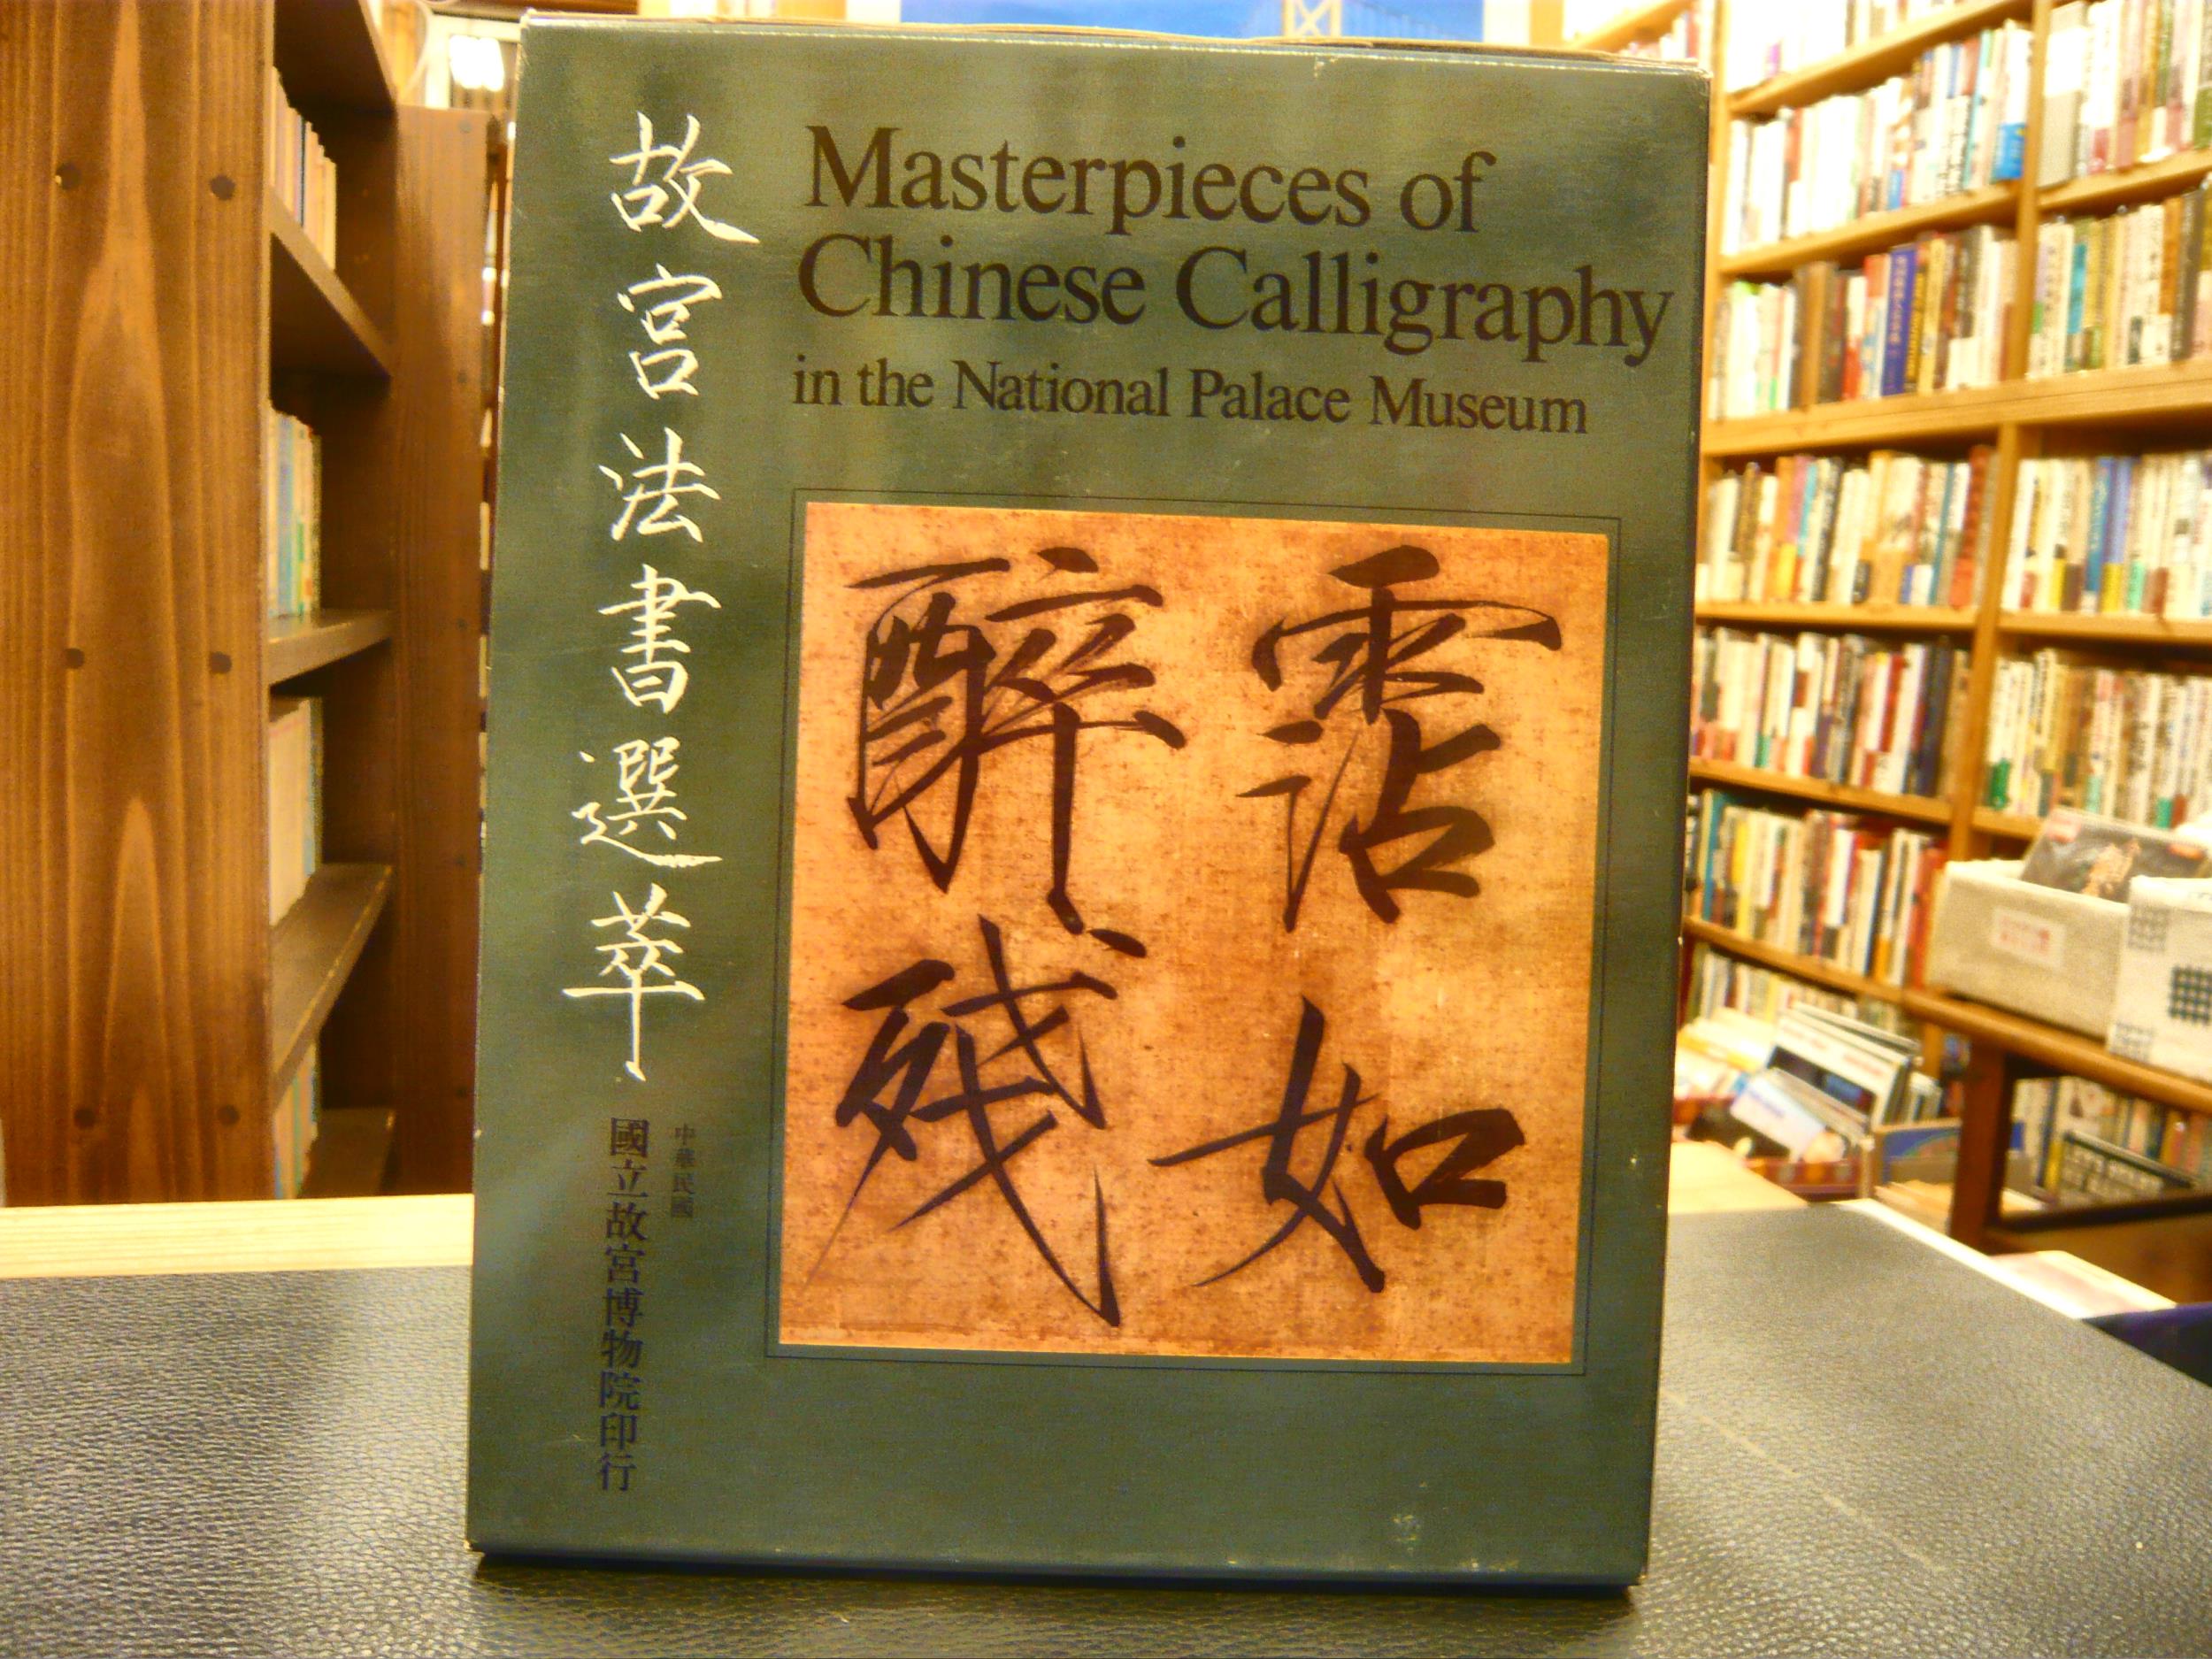 故宮法書選萃
Masterpieces of
Chinese Calligraphy
in the National Palace Museum
霑如
醉殘
中華民國
國立故宮博物院印行